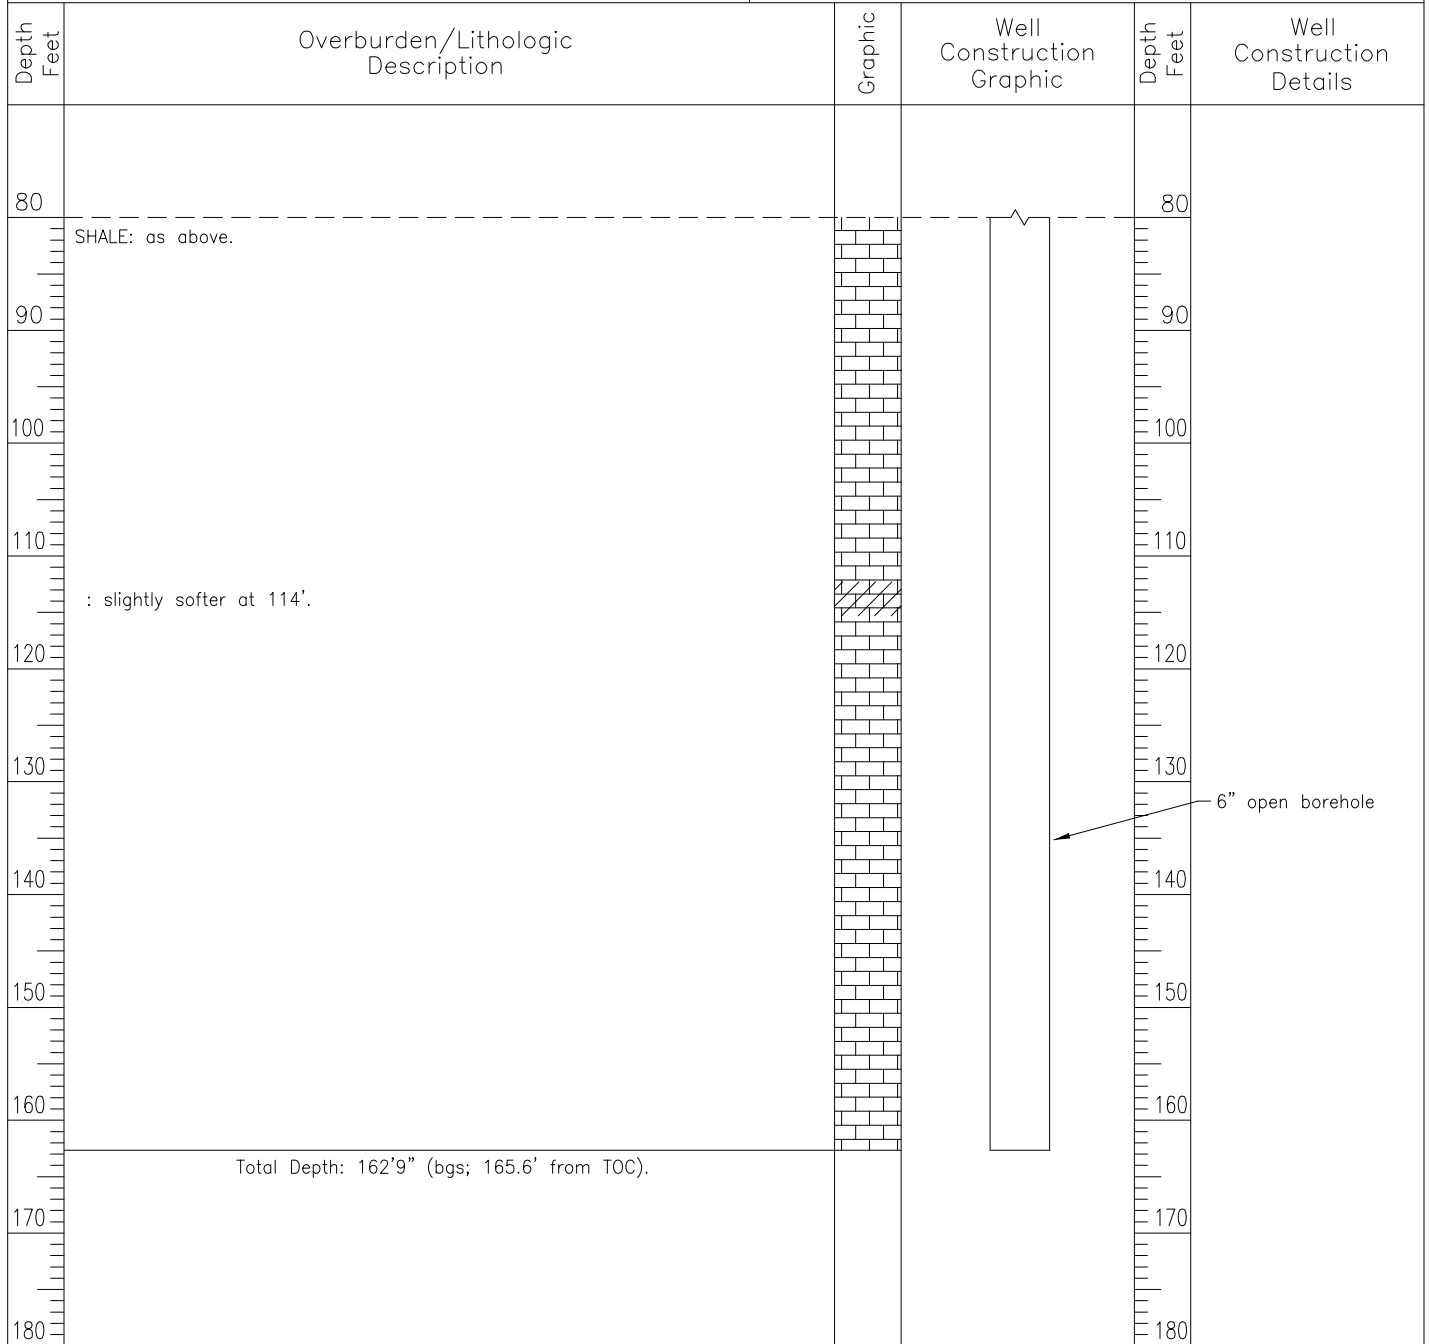 Depth
Feet
Overburden/Lithologic
Description
Graphic
Well
Construction
Graphic
Depth
Feet
Well
Construction
Details
80
80
SHALE: as above.
90
90
100
100
110
110
: slightly softer at 114'.
120
120
130
130
6" open borehole
140
140
150
150
160
160
Total Depth: 162'9" (bgs; 165.6' from TOC).
170
170
180
180